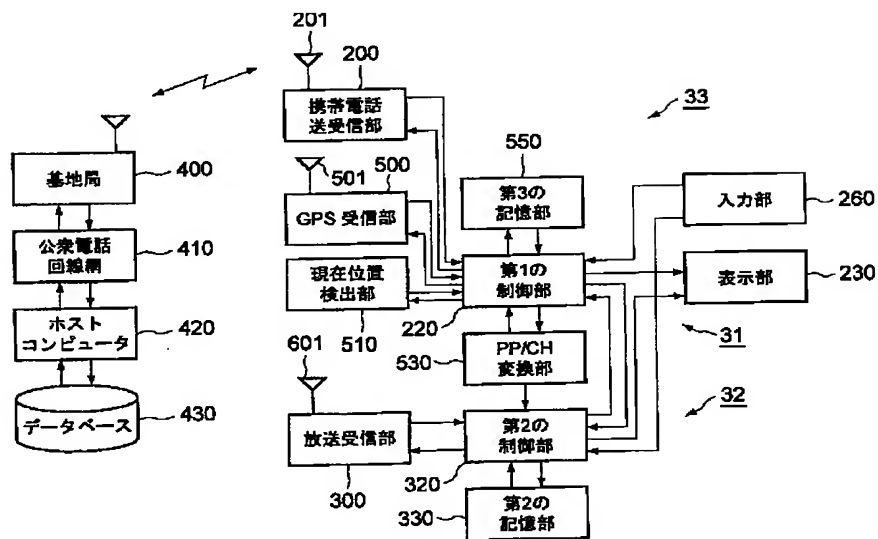 201
200
携帯電話
送受信部
33
基地局
400
501
500
GPS 受信部
550
第3の
記憶部
入力部
260
公衆電話
回線網
410
現在位置
検出部
510
第1の
制御部
220
表示部
230
31
ホスト
コンピュータ
420
530
PP/CH
変換部
601
32
データベース
430
放送受信部
300
第2の
制御部
320
330
第2の
記憶部